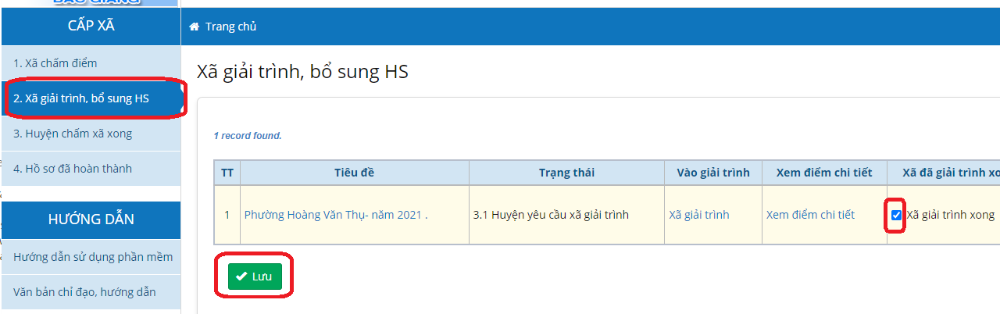 BẮC GIANG
CẤP XÃ
1. Xã chấm điểm
2. Xã giải trình, bổ sung HS
3. Huyện chấm xã xong
4. Hồ sơ đã hoàn thành
HƯỚNG DẪN
Hướng dẫn sử dụng phần mềm
Văn bản chỉ đạo, hướng dẫn
Trang chủ
Xã giải trình, bổ sung HS
1 record found.
TT Tiêu đề Trạng thái Vào giải trình Xem điểm chi tiết Xã đã giải trình xo
1 Phường Hoàng Văn Thụ- năm 2021 . 3.1 Huyện yêu cầu xã giải trình Xã giải trình Xem điểm chi tiết Xã giải trình xong
Lưu